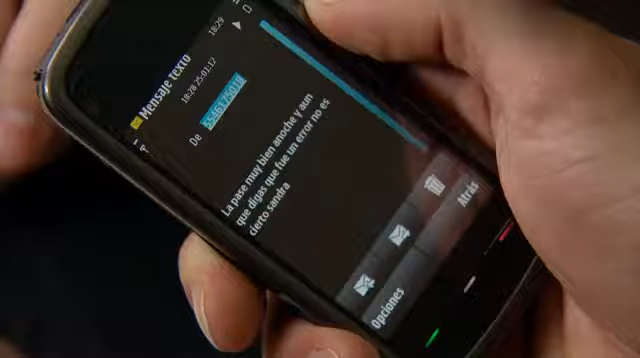 18:29
Mensaje texto
18:28 25-01-12
De
La pase muy bien anoche y aun
que digas que fue un error no es
cierto sandra
Opciones
Atrás